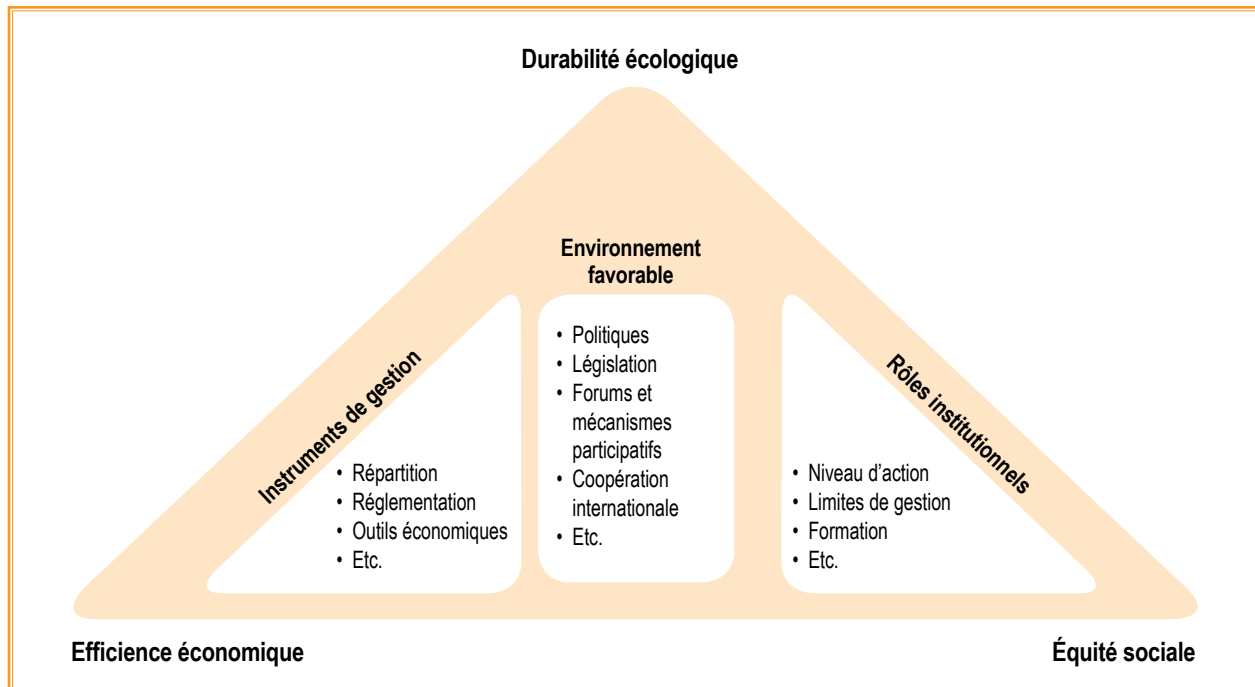 Durabilité écologique
Environnement
favorable
Instruments de gestion
• Répartition
• Réglementation
• Outils économiques
• Etc.
• Politiques
• Législation
• Forums et
mécanismes
participatifs
• Coopération
internationale
• Etc.
Rôles institutionnels
• Niveau d’action
• Limites de gestion
• Formation
• Etc.
Efficience économique
Équité sociale